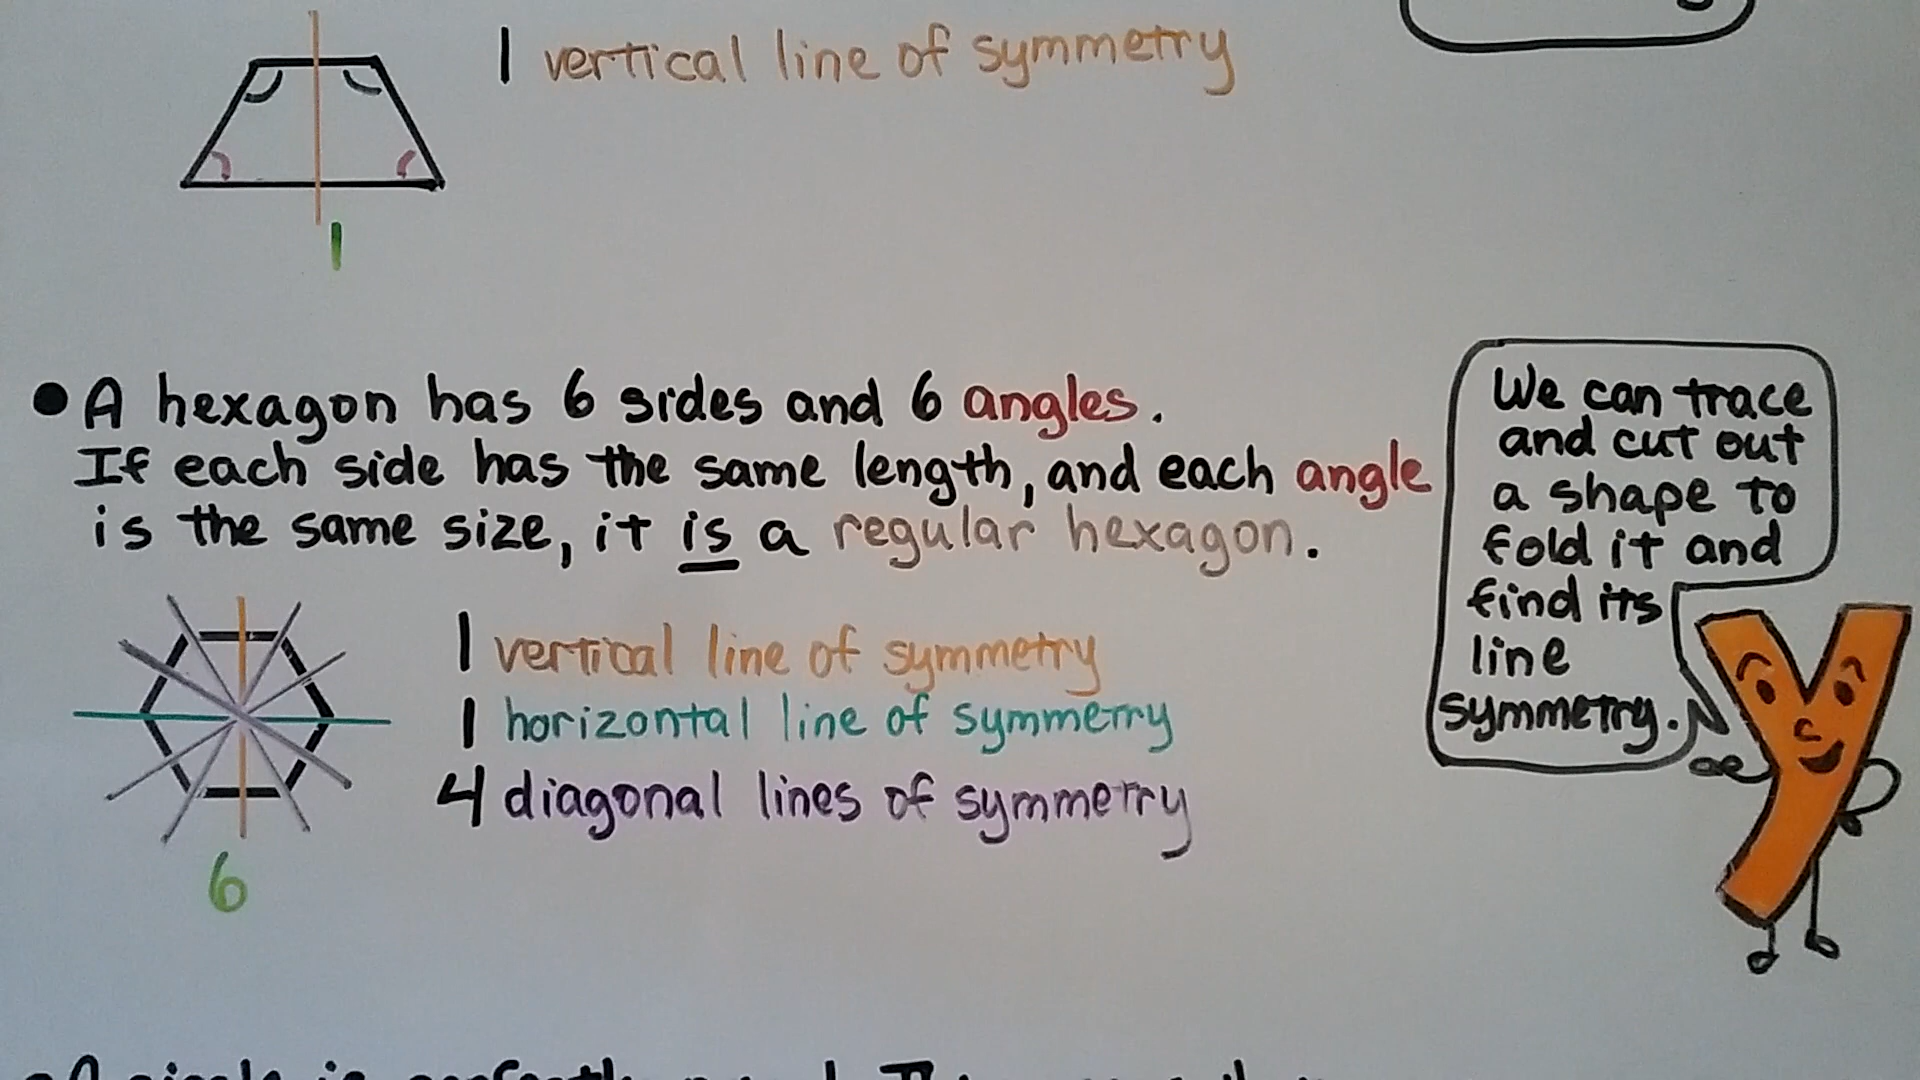 1 vertical line of symmetry
1
• A hexagon has 6 sides and 6 angles.
If each side has the same length, and each angle
is the same size, it is a regular hexagon.
1 vertical line of symmetry
1 horizontal line of symmetry
4 diagonal lines of symmetry
6
We can trace
and cut out
a shape to
fold it and
find its
line
symmetry.